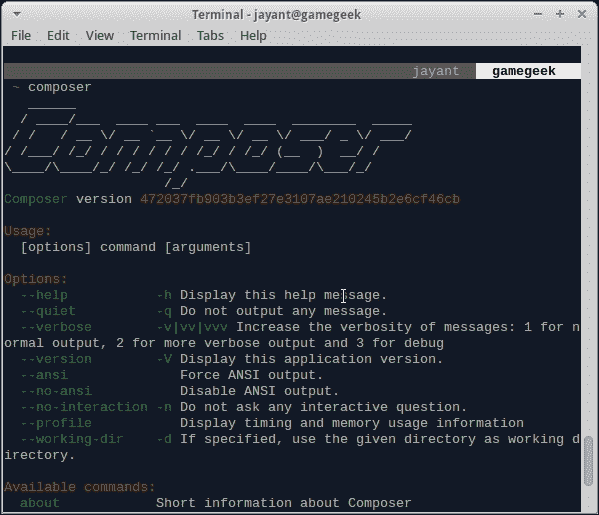 Terminal - jayant@gamegeek
File Edit View Terminal Tabs Help
jayant gamegeek
~ composer
Composer
Composer version 472037fb903b3ef27e3107ae210245b2e6cf46cb
Usage:
[options] command [arguments]
Options:
--help -h Display this help message.
--quiet -q Do not output any message.
--verbose -v|vv|vvv Increase the verbosity of messages: 1 for n
ormal output, 2 for more verbose output and 3 for debug
--version -V Display this application version.
--ansi Force ANSI output.
--no-ansi Disable ANSI output.
--no-interaction -n Do not ask any interactive question.
--profile Display timing and memory usage information
--working-dir -d If specified, use the given directory as working d
irectory.
Available commands:
about Short information about Composer